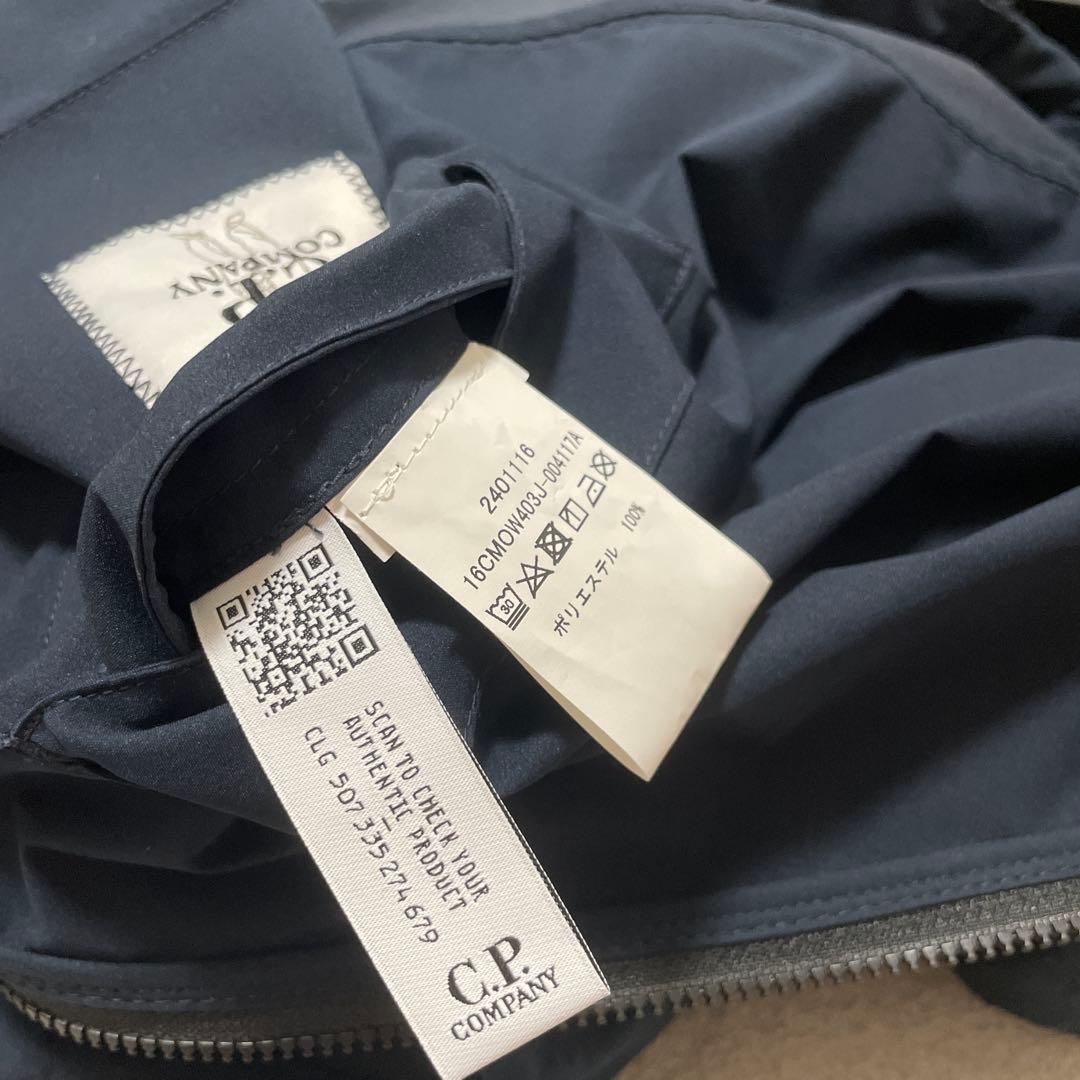 C.P.
COMPANY
2401116
16CMOW403J-004117A
30
ポリエステル 100%
SCAN TO CHECK YOUR
AUTHENTIC PRODUCT
CLG 507 335 274 679
C.P.
COMPANY